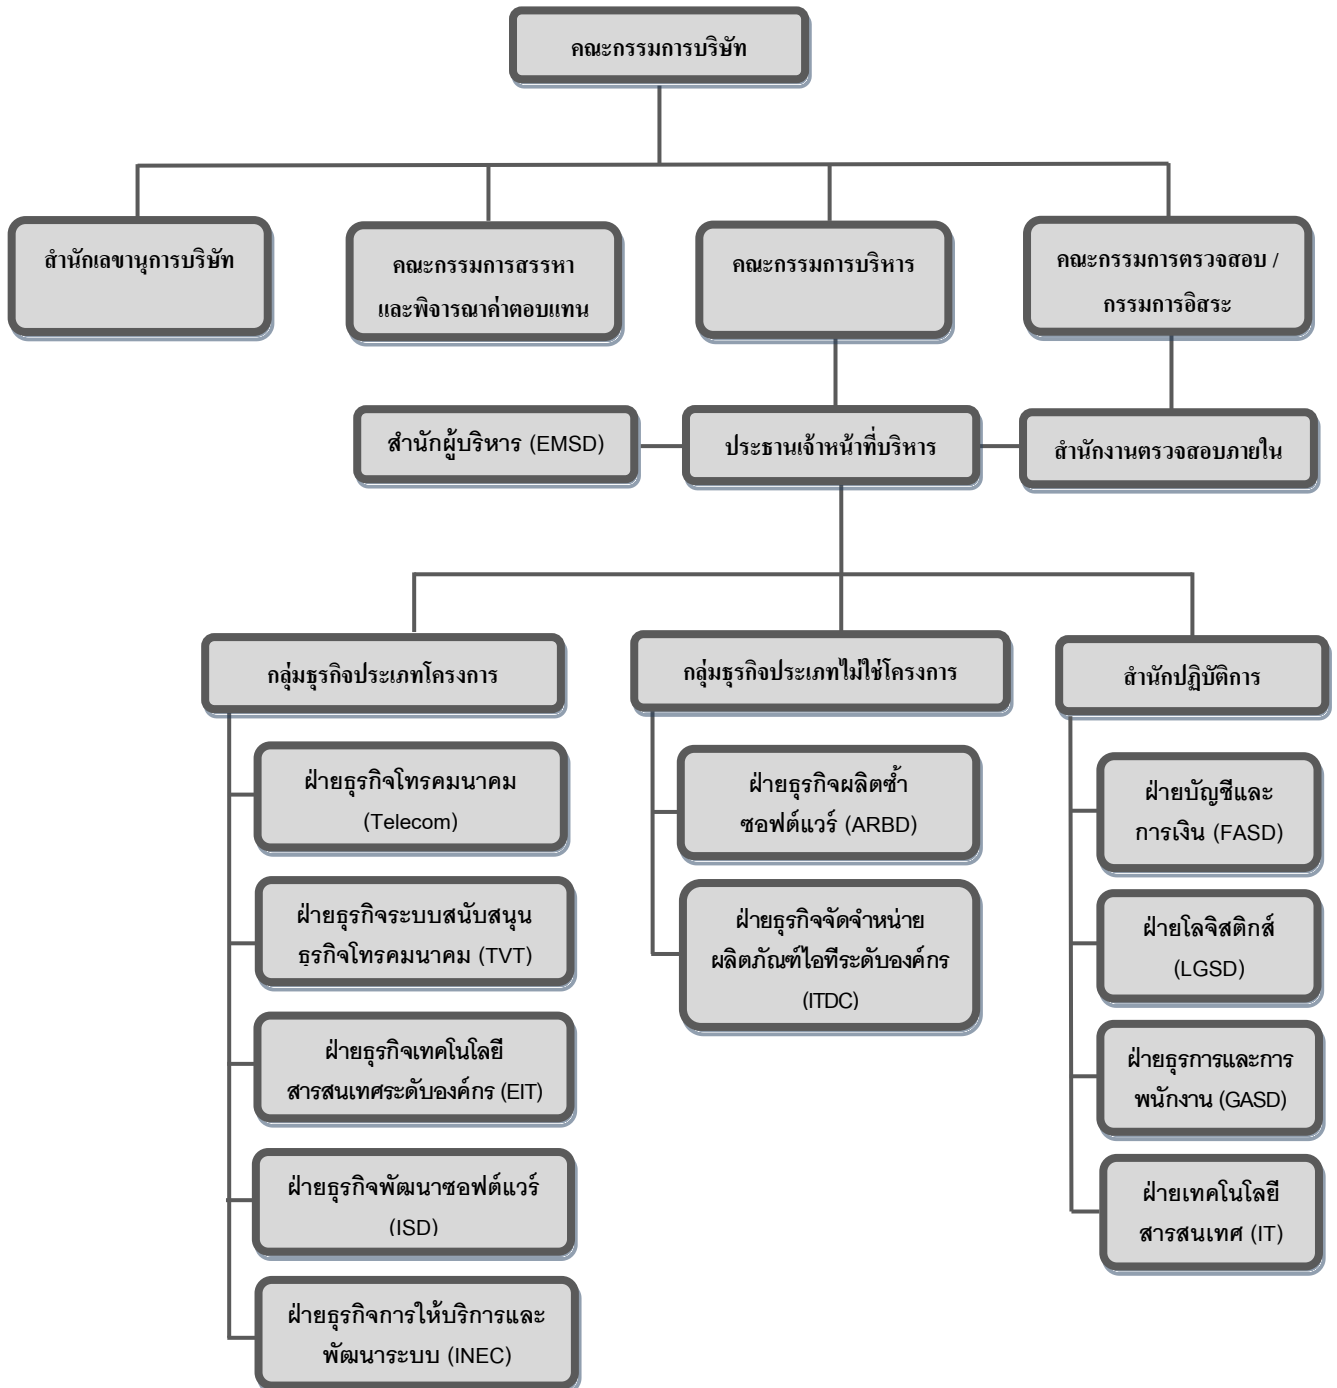 คณะกรรมการบริษัท
สำนักเลขานุการบริษัท
คณะกรรมการสรรหา
และพิจารณาค่าตอบแทน
คณะกรรมการบริหาร
คณะกรรมการตรวจสอบ /
กรรมการอิสระ
สำนักผู้บริหาร (EMSD)
ประธานเจ้าหน้าที่บริหาร
สำนักงานตรวจสอบภายใน
กลุ่มธุรกิจประเภทโครงการ
ฝ่ายธุรกิจโทรคมนาคม
(Telecom)
ฝ่ายธุรกิจระบบสนับสนุน
ธุรกิจโทรคมนาคม (TVT)
ฝ่ายธุรกิจเทคโนโลยี
สารสนเทศระดับองค์กร (EIT)
ฝ่ายธุรกิจพัฒนาซอฟต์แวร์
(ISD)
ฝ่ายธุรกิจการให้บริการและ
พัฒนาระบบ (INEC)
กลุ่มธุรกิจประเภทไม่ใช่โครงการ
ฝ่ายธุรกิจผลิตซ้ำ
ซอฟต์แวร์ (ARBD)
ฝ่ายธุรกิจจัดจำหน่าย
ผลิตภัณฑ์ไอทีระดับองค์กร
(ITDC)
สำนักปฏิบัติการ
ฝ่ายบัญชีและ
การเงิน (FASD)
ฝ่ายโลจิสติกส์
(LGSD)
ฝ่ายธุรการและการ
พนักงาน (GASD)
ฝ่ายเทคโนโลยี
สารสนเทศ (IT)